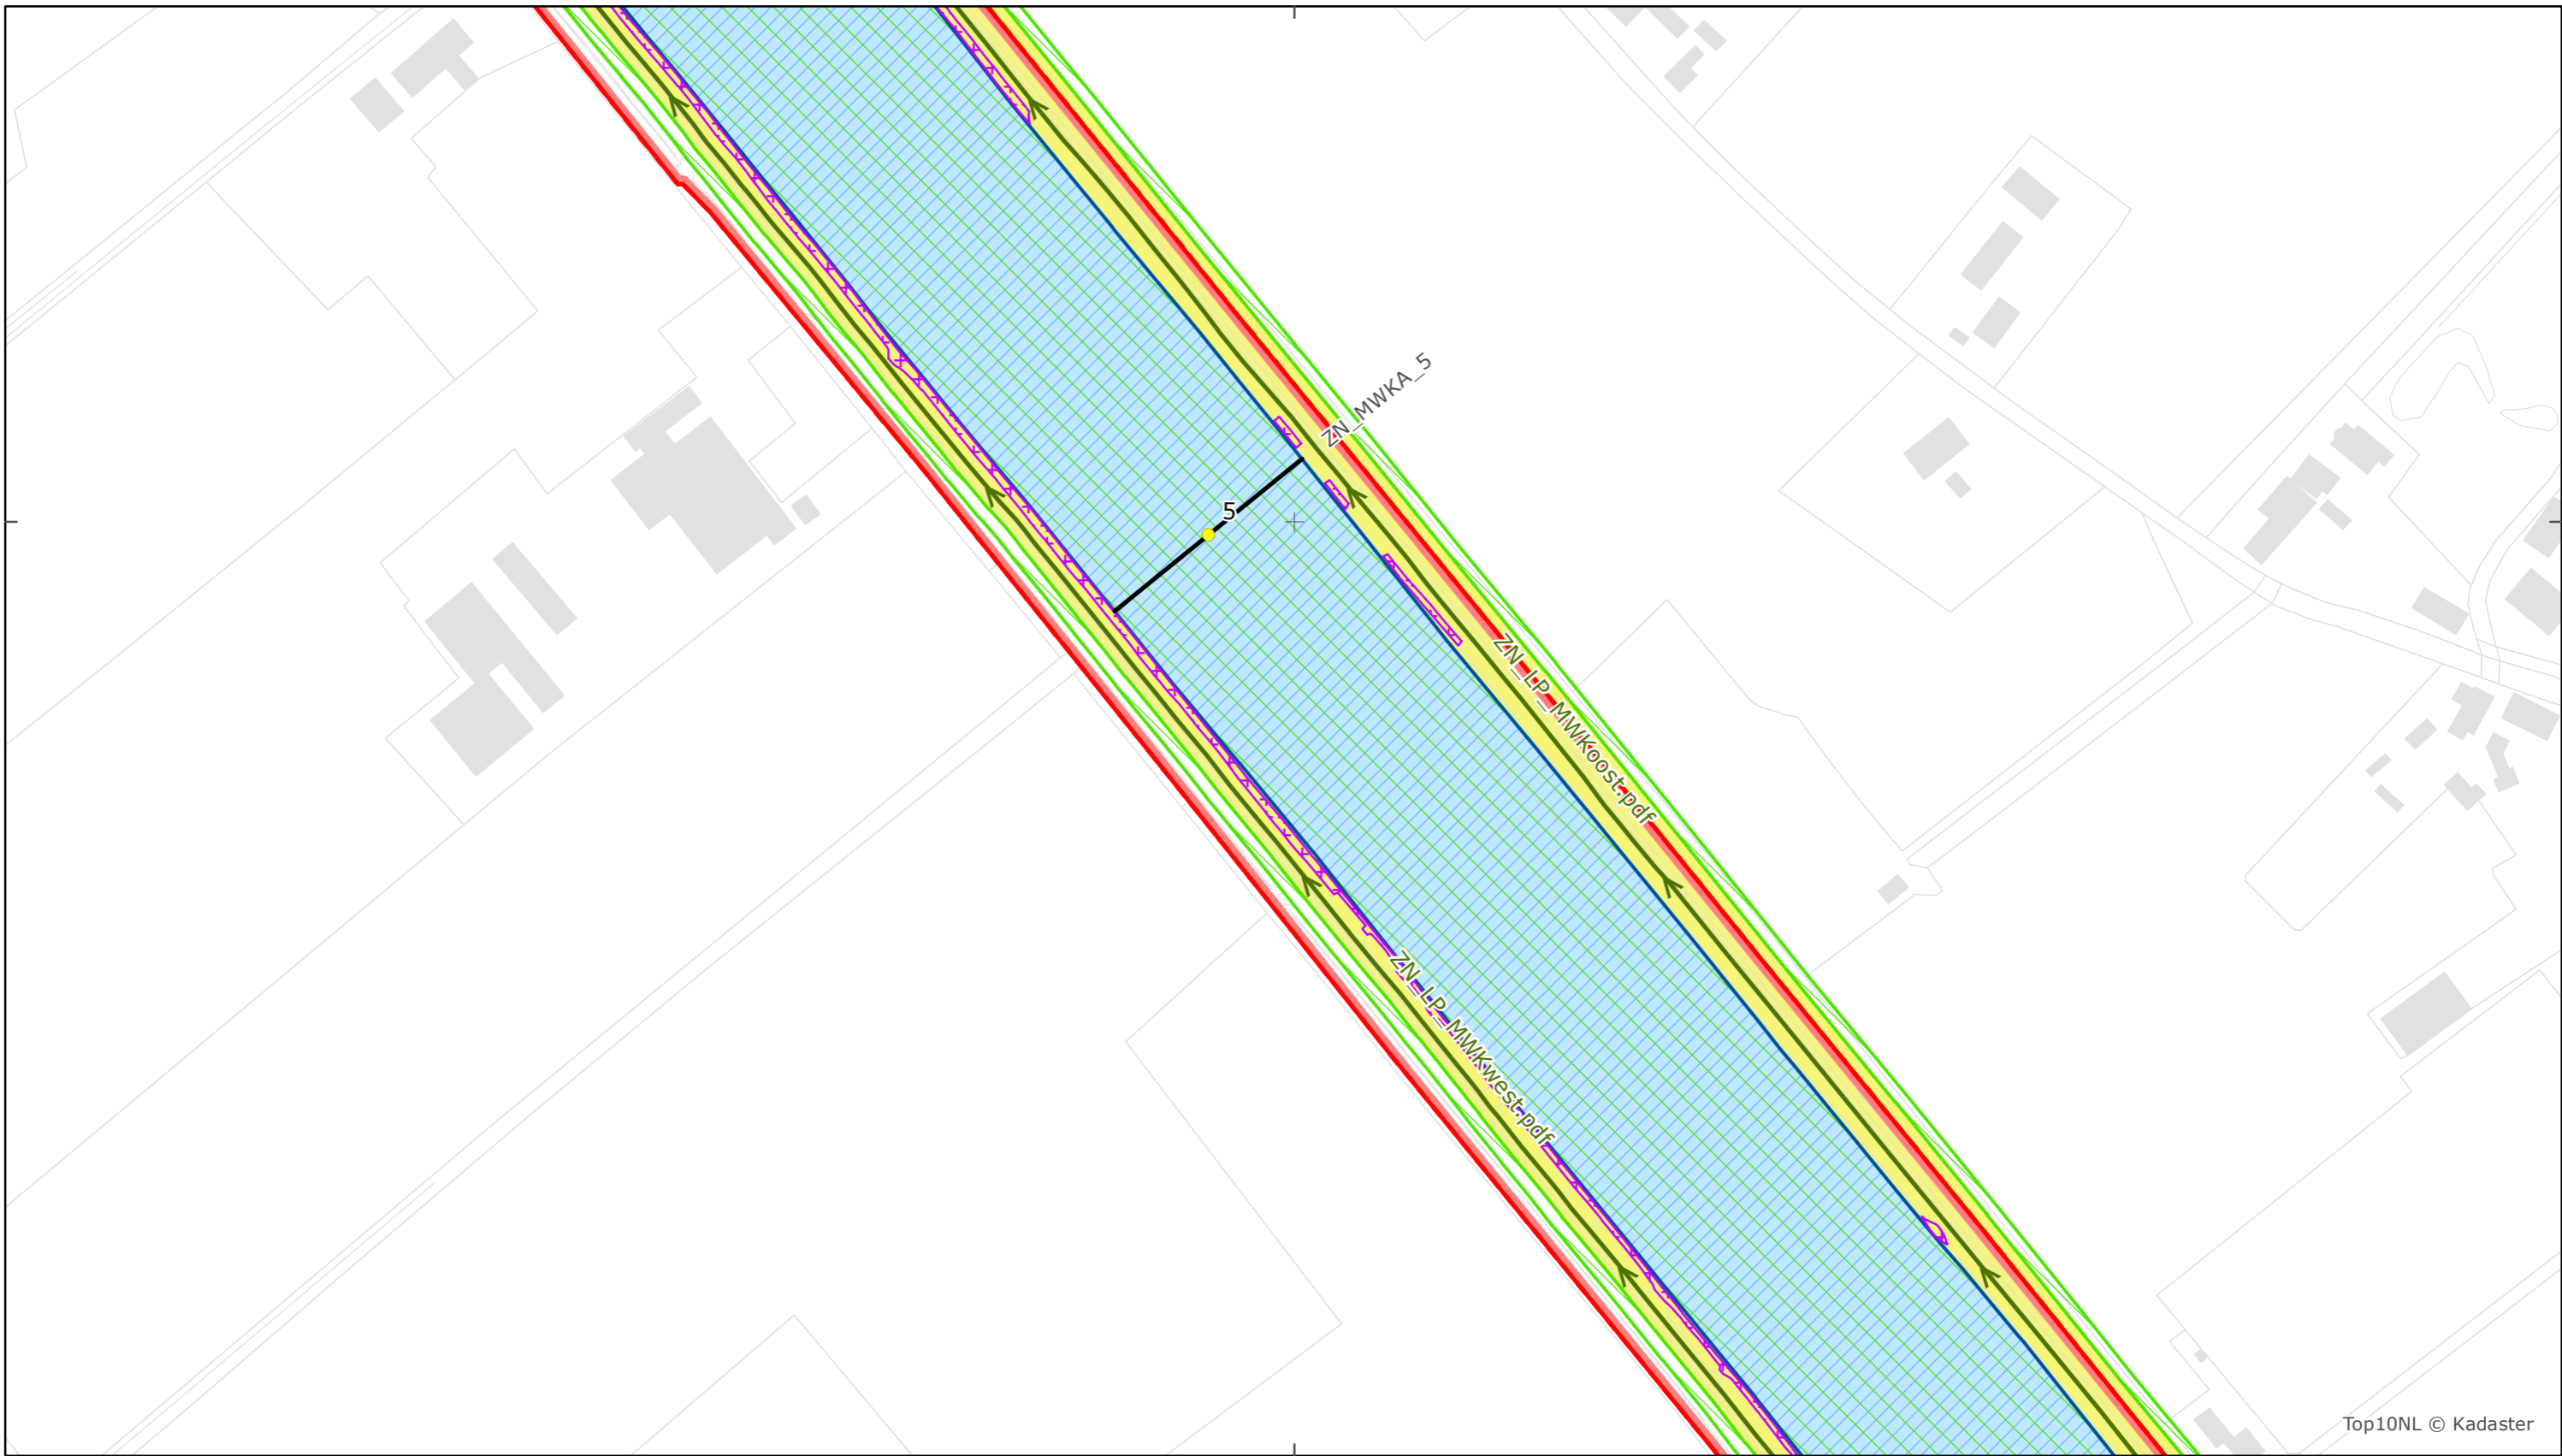 ZN_MWKA_5
5
ZN_LP_MWKoost.pdf
ZN_LP_MWKwest.pdf
Top10NL © Kadaster